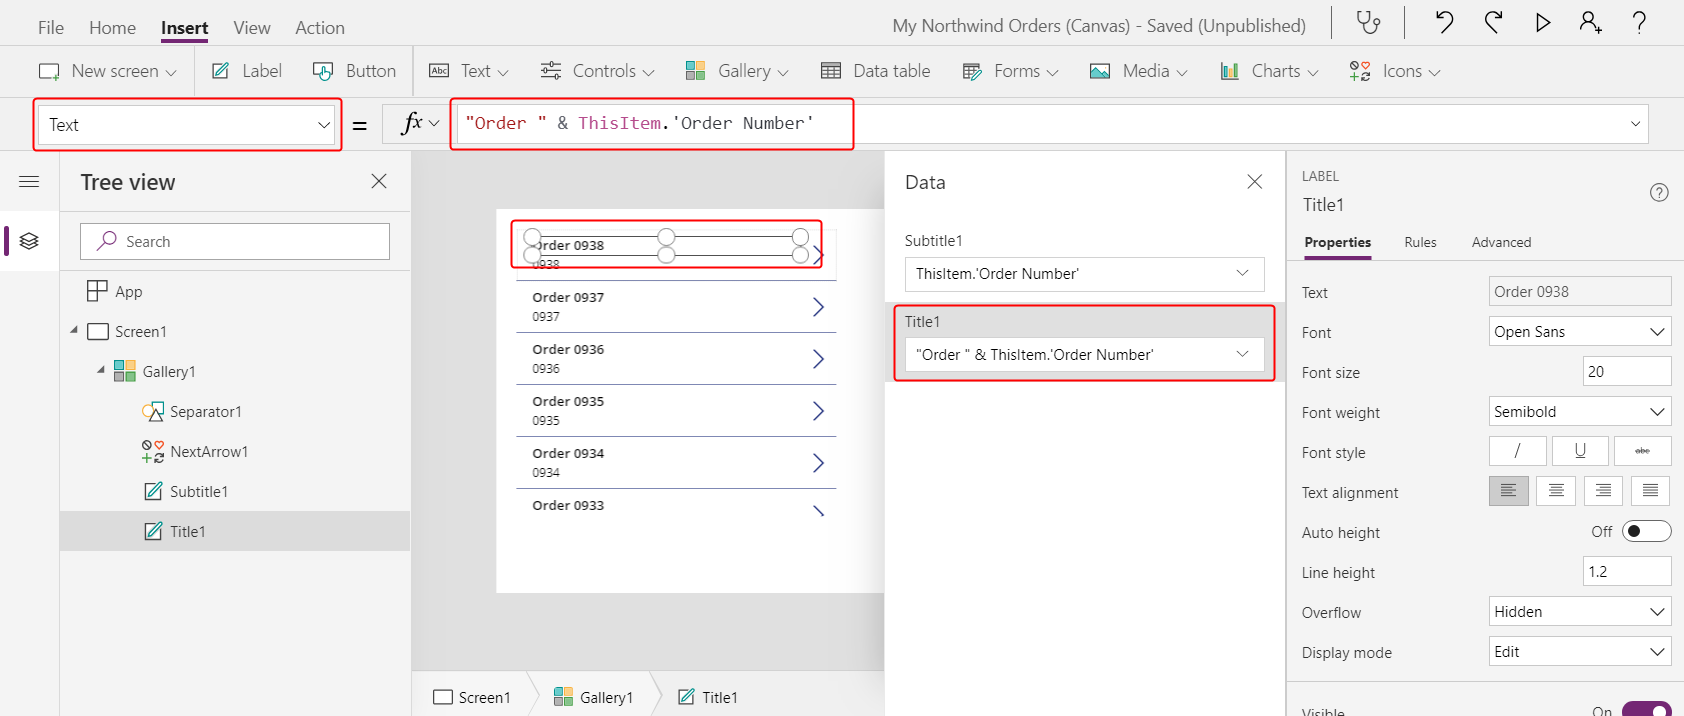 File Home Insert View Action My Northwind Orders (Canvas) - Saved (Unpublished) ?
New screen Label Button Abc Text Controls Gallery Data table Forms Media Charts Icons
Text = fx "Order " & ThisItem.'Order Number'
Tree view
Search
App
Screen1
Gallery1
Separator1
NextArrow1
Subtitle1
Title1
Order 0938
0938
Order 0937
0937
Order 0936
0936
Order 0935
0935
Order 0934
0934
Order 0933
Screen1 Gallery1 Title1
Data
Subtitle1
ThisItem.'Order Number'
Title1
"Order " & ThisItem.'Order Number'
LABEL
Title1
?
Properties Rules Advanced
Text Order 0938
Font Open Sans
Font size 20
Font weight Semibold
Font style / U abc
Text alignment
Auto height Off
Line height 1.2
Overflow Hidden
Display mode Edit
Visible On